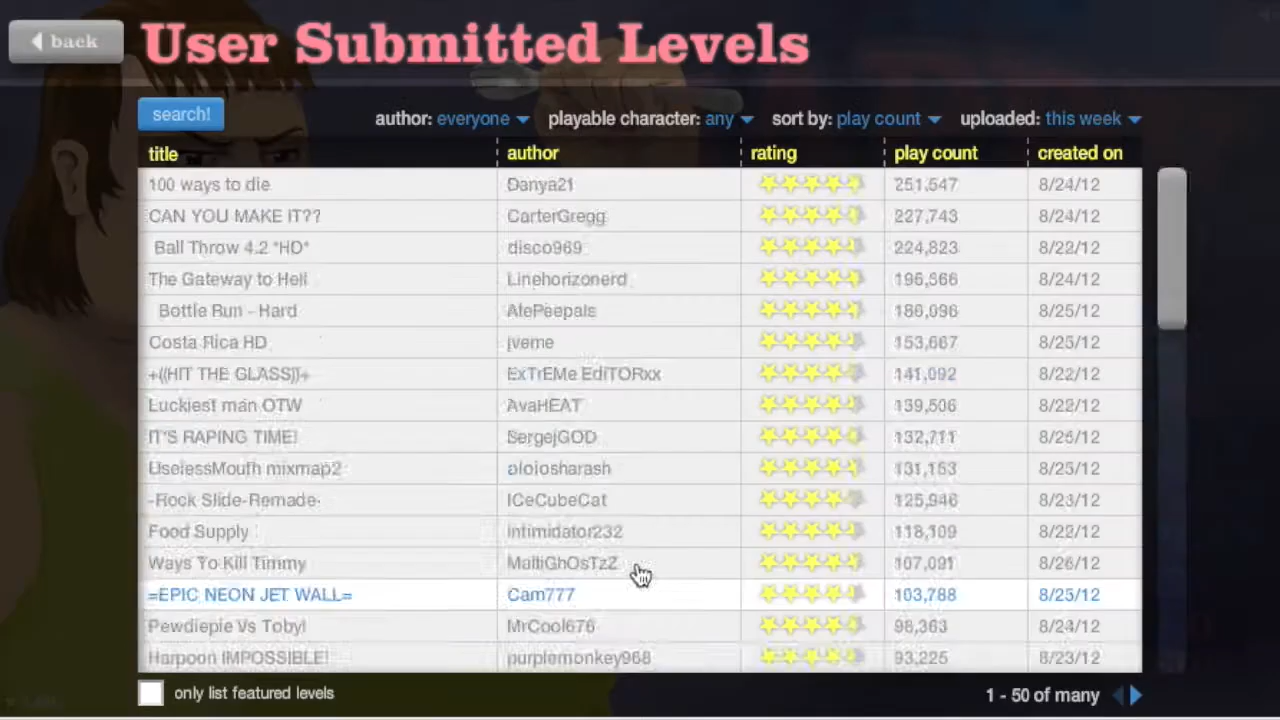 back
User Submitted Levels
search!
author: everyone playable character: any sort by: play count uploaded: this week
title author rating play count created on
100 ways to die Danya21 251,547 8/24/12
CAN YOU MAKE IT?? CarterGregg 227,743 8/24/12
Ball Throw 4.2 *HD* disco969 224,823 8/22/12
The Gateway to Hell Linehorizonerd 196,566 8/24/12
Bottle Run - Hard 8/25/12
Costa Rica HD jveme 153,667 8/25/12
+((HIT THE GLASS))+ ExTrEMe EdiTORxx 141,092 8/22/12
Luckiest man OTW AvaHEAT 139,506 8/22/12
IT'S RAPING TIME! SergejGOD 132,711 8/25/12
UselessMouth mixmap2 131,153 8/25/12
-Rock Slide-Remade- ICeCubeCat 125,946 8/23/12
Food Supply intimidator232 118,109 8/22/12
Ways To Kill Timmy 107,091 8/26/12
=EPIC NEON JET WALL= Cam777 103,788 8/25/12
Pewdiepie Vs Toby! MrCool676 98,363 8/24/12
Harpoon IMPOSSIBLE! purplemonkey968 93,225 8/23/12
only list featured levels 1 - 50 of many